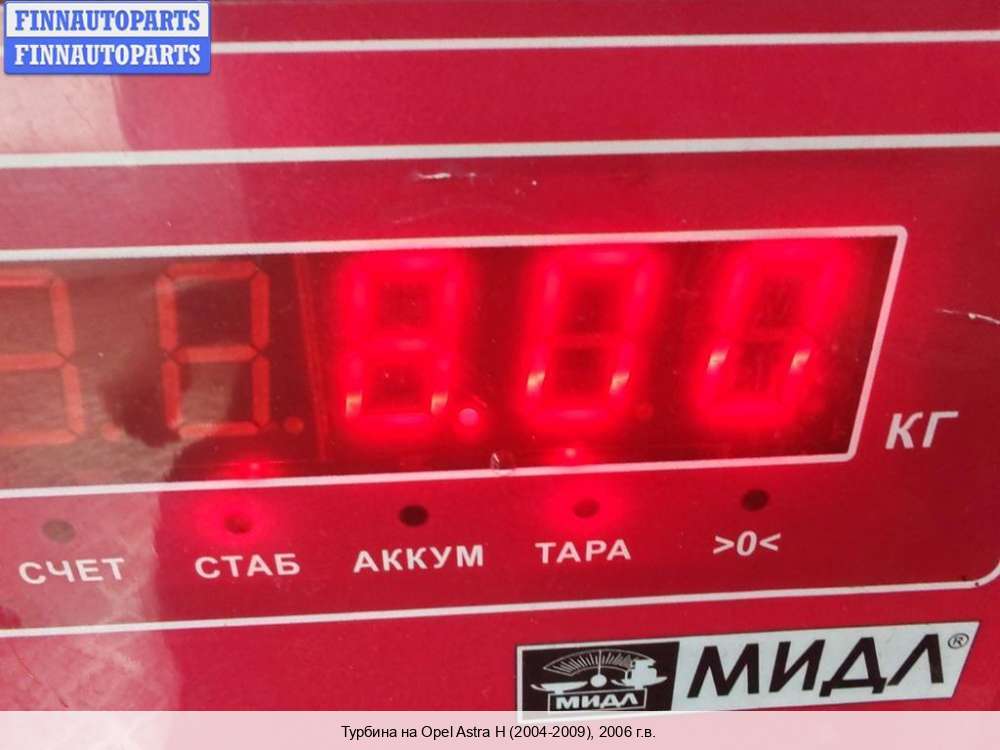 FINNAUTOPARTS
FINNAUTOPARTS
8.00
КГ
СЧЕТ СТАБ АККУМ ТАРА >0<
МИДЛ МИДЛ®
Турбина на Opel Astra H (2004-2009), 2006 г.в.